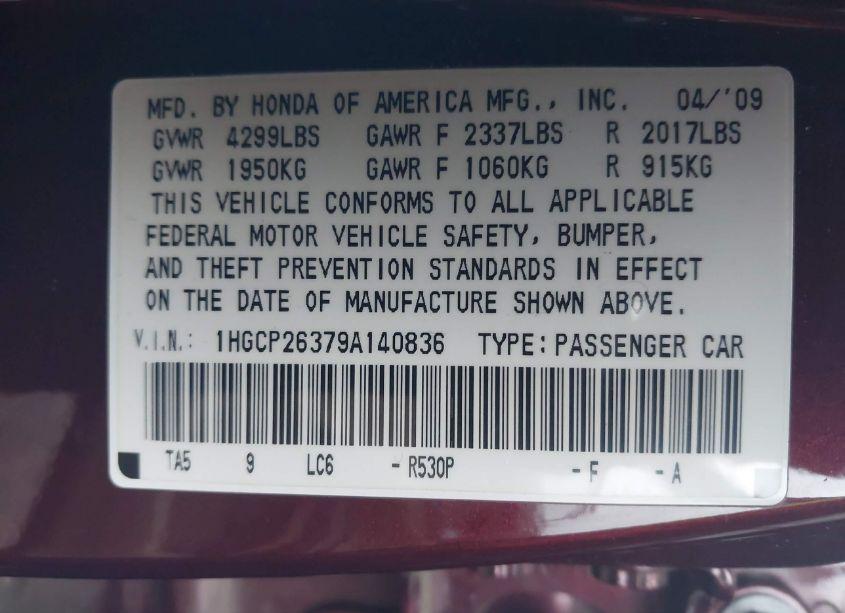 MFD. BY HONDA OF AMERICA MFG., INC. 04/'09
GVWR 4299LBS GAWR F 2337LBS R 2017LBS
GVWR 1950KG GAWR F 1060KG R 915KG
THIS VEHICLE CONFORMS TO ALL APPLICABLE
FEDERAL MOTOR VEHICLE SAFETY, BUMPER,
AND THEFT PREVENTION STANDARDS IN EFFECT
ON THE DATE OF MANUFACTURE SHOWN ABOVE.
V.I.N.: 1HGCP26379A140836 TYPE: PASSENGER CAR
TA5 9 LC6 - R530P - F - A